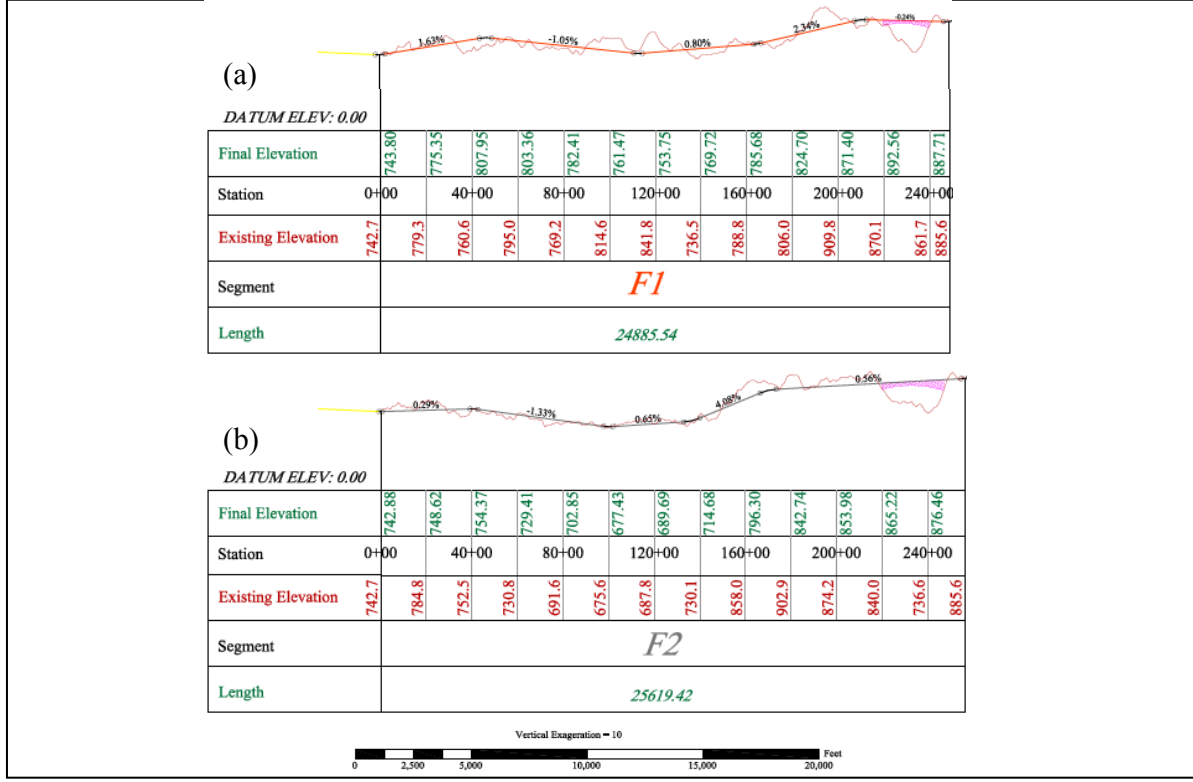 1.63%
-1.05%
0.80%
2.34%
-0.24%
(a)
DATUM ELEV: 0.00
Final Elevation 743.80 775.35 807.95 803.36 782.41 761.47 753.75 769.72 785.68 824.70 871.40 892.56 887.71
Station 0+00 40+00 80+00 120+00 160+00 200+00 240+00
Existing Elevation 742.7 779.3 760.6 795.0 769.2 814.6 841.8 736.5 788.8 806.0 909.8 870.1 861.7 885.6
Segment F1
Length 24885.54
0.29%
-1.33%
0.65%
4.08%
0.56%
(b)
DATUM ELEV: 0.00
Final Elevation 742.88 748.62 754.37 729.41 702.85 677.43 689.69 714.68 796.30 842.74 853.98 865.22 876.46
Station 0+00 40+00 80+00 120+00 160+00 200+00 240+00
Existing Elevation 742.7 784.8 752.5 730.8 691.6 675.6 687.8 730.1 858.0 902.9 874.2 840.0 736.6 885.6
Segment F2
Length 25619.42
Vertical Exageration = 10
Feet
0 2,500 5,000 10,000 15,000 20,000